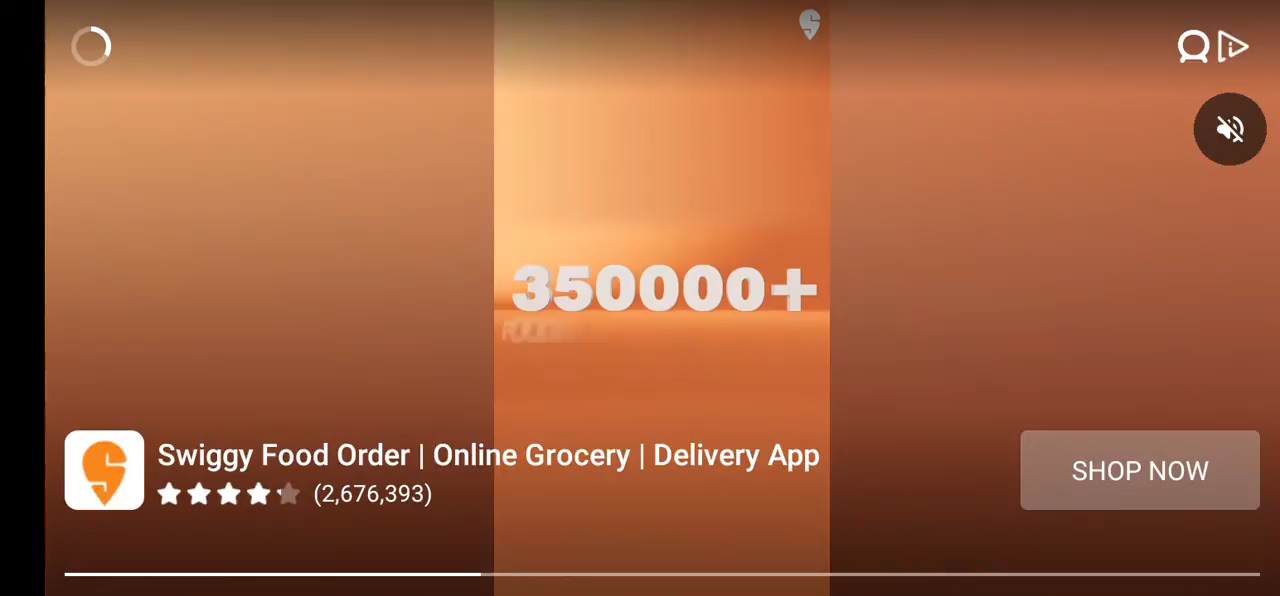 350000+
Swiggy Food Order | Online Grocery | Delivery App
(2,676,393)
SHOP NOW